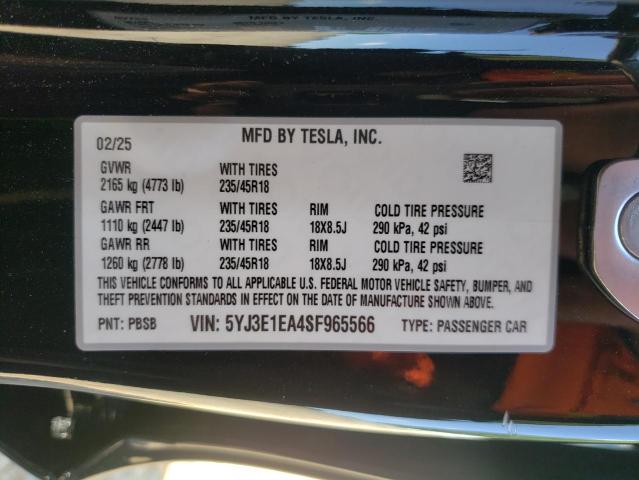 MFD BY TESLA, INC.
02/25
GVWR WITH TIRES
2165 kg (4773 lb) 235/45R18
GAWR FRT WITH TIRES RIM COLD TIRE PRESSURE
1110 kg (2447 lb) 235/45R18 18X8.5J 290 kPa, 42 psi
GAWR RR WITH TIRES RIM COLD TIRE PRESSURE
1260 kg (2778 lb) 235/45R18 18X8.5J 290 kPa, 42 psi
THIS VEHICLE CONFORMS TO ALL APPLICABLE U.S. FEDERAL MOTOR VEHICLE SAFETY, BUMPER, AND
THEFT PREVENTION STANDARDS IN EFFECT ON THE DATE OF MANUFACTURE SHOWN ABOVE.
PNT: PBSB VIN: 5YJ3E1EA4SF965566 TYPE: PASSENGER CAR